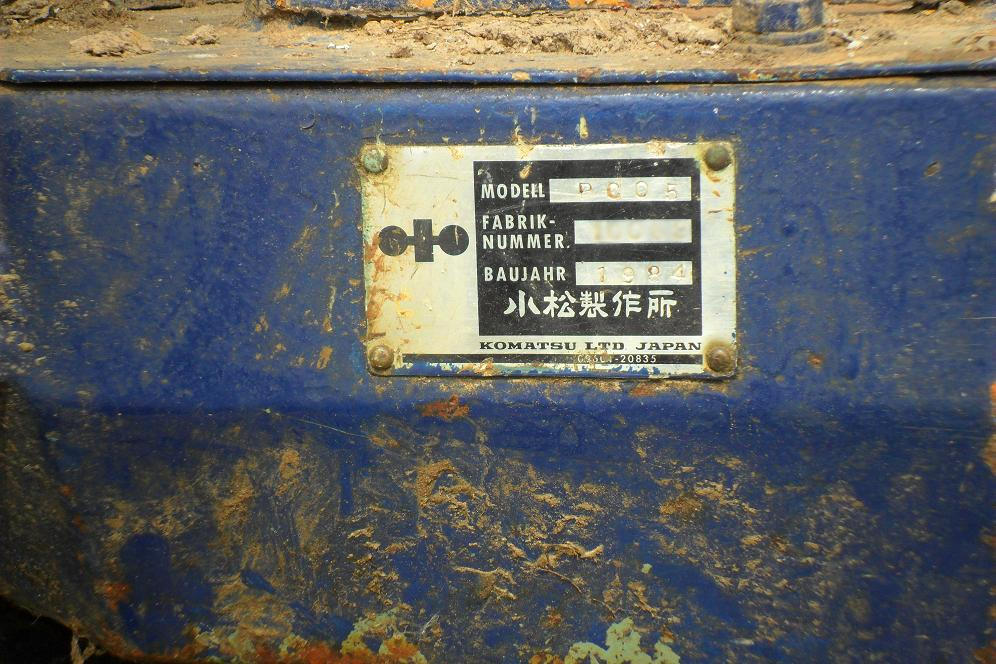 MODELL PC05
FABRIK-
NUMMER.
BAUJAHR 1984
小松製作所
KOMATSU LTD. JAPAN